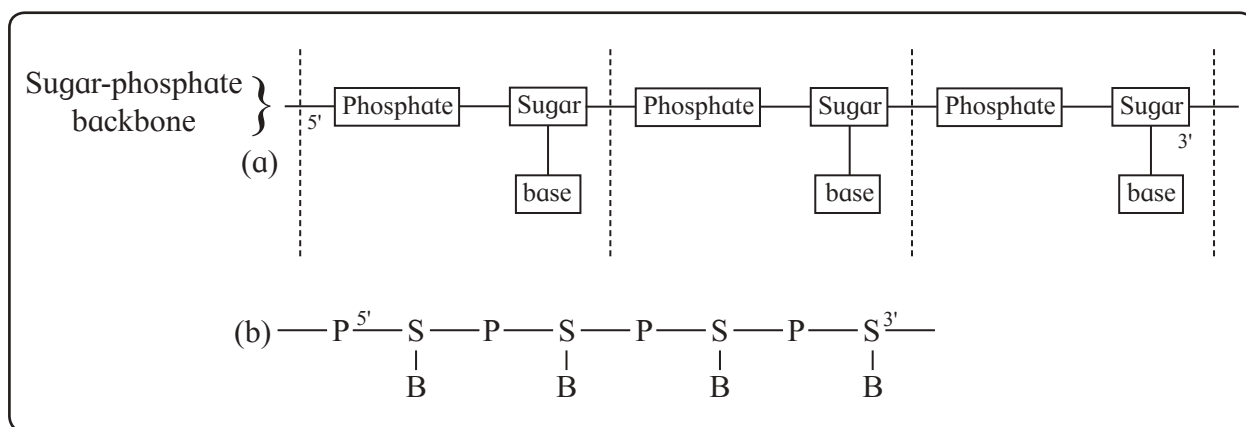 Sugar-phosphate
backbone
}
(a)
5' Phosphate Sugar Phosphate Sugar Phosphate Sugar 3'
base base base
(b) P 5' S P S P S P S 3'
B B B B